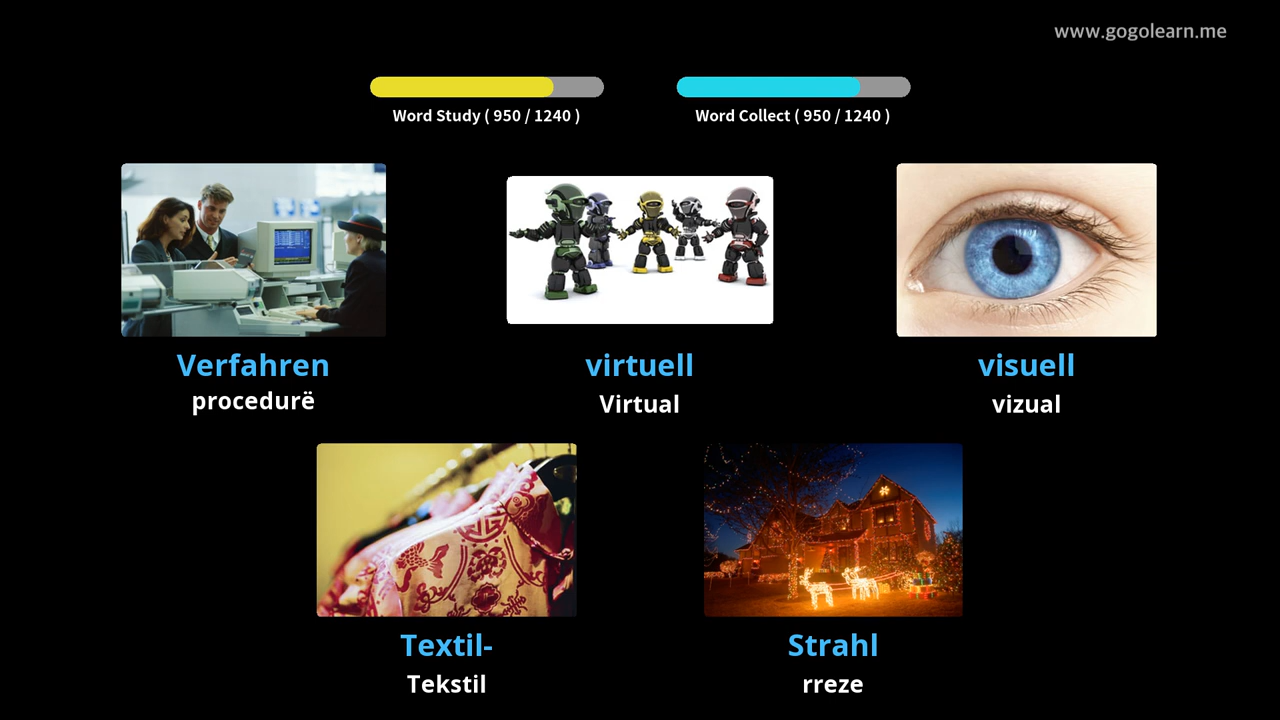 www.gogolearn.me
Word Study ( 950 / 1240 )
Word Collect ( 950 / 1240 )
Verfahren
procedurë
virtuell
Virtual
visuell
vizual
Textil-
Tekstil
Strahl
rreze